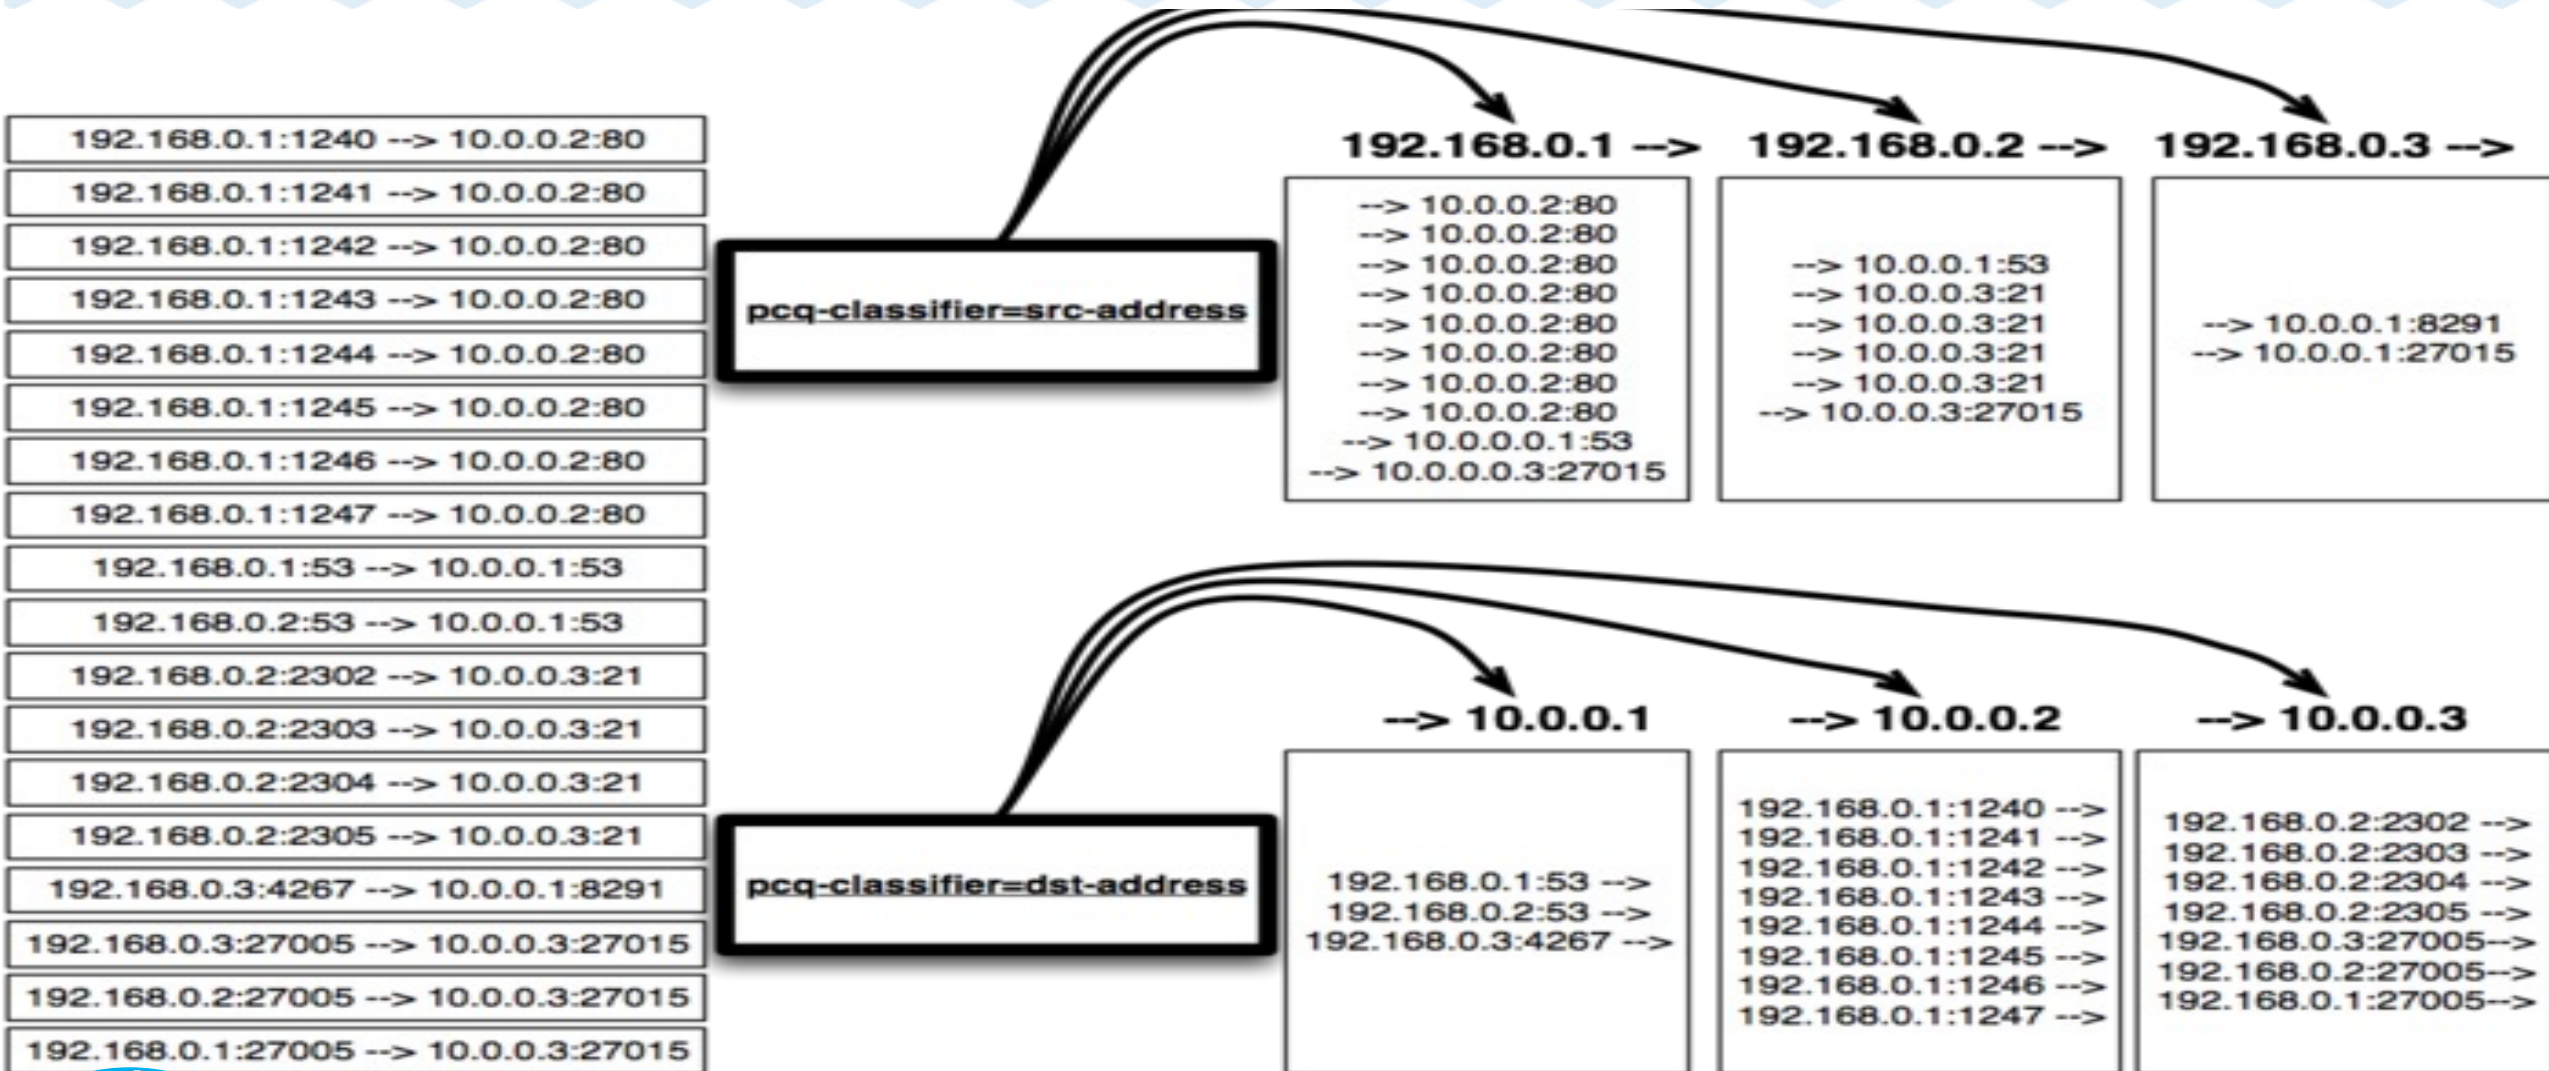 192.168.0.1:1240 --> 10.0.0.2:80
192.168.0.1:1241 --> 10.0.0.2:80
192.168.0.1:1242 --> 10.0.0.2:80
192.168.0.1:1243 --> 10.0.0.2:80
192.168.0.1:1244 --> 10.0.0.2:80
192.168.0.1:1245 --> 10.0.0.2:80
192.168.0.1:1246 --> 10.0.0.2:80
192.168.0.1:1247 --> 10.0.0.2:80
192.168.0.1:53 --> 10.0.0.1:53
192.168.0.2:53 --> 10.0.0.1:53
192.168.0.2:2302 --> 10.0.0.3:21
192.168.0.2:2303 --> 10.0.0.3:21
192.168.0.2:2304 --> 10.0.0.3:21
192.168.0.2:2305 --> 10.0.0.3:21
192.168.0.3:4267 --> 10.0.0.1:8291
192.168.0.3:27005 --> 10.0.0.3:27015
192.168.0.2:27005 --> 10.0.0.3:27015
192.168.0.1:27005 --> 10.0.0.3:27015
pcq-classifier=src-address
192.168.0.1 -->
--> 10.0.0.2:80
--> 10.0.0.2:80
--> 10.0.0.2:80
--> 10.0.0.2:80
--> 10.0.0.2:80
--> 10.0.0.2:80
--> 10.0.0.2:80
--> 10.0.0.2:80
--> 10.0.0.0.1:53
--> 10.0.0.0.3:27015
192.168.0.2 -->
--> 10.0.0.1:53
--> 10.0.0.3:21
--> 10.0.0.3:21
--> 10.0.0.3:21
--> 10.0.0.3:21
--> 10.0.0.3:27015
192.168.0.3 -->
--> 10.0.0.1:8291
--> 10.0.0.1:27015
pcq-classifier=dst-address
--> 10.0.0.1
192.168.0.1:53 -->
192.168.0.2:53 -->
192.168.0.3:4267 -->
--> 10.0.0.2
192.168.0.1:1240 -->
192.168.0.1:1241 -->
192.168.0.1:1242 -->
192.168.0.1:1243 -->
192.168.0.1:1244 -->
192.168.0.1:1245 -->
192.168.0.1:1246 -->
192.168.0.1:1247 -->
--> 10.0.0.3
192.168.0.2:2302 -->
192.168.0.2:2303 -->
192.168.0.2:2304 -->
192.168.0.2:2305 -->
192.168.0.3:27005-->
192.168.0.2:27005-->
192.168.0.1:27005-->